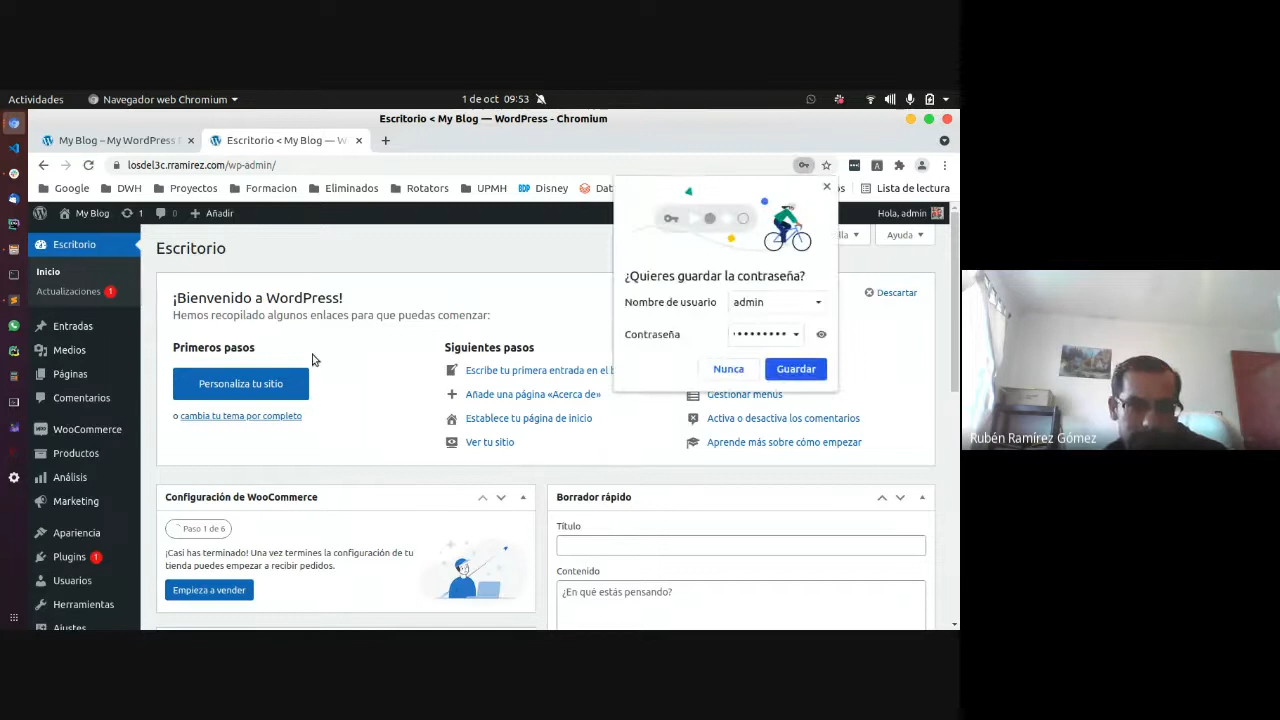 Actividades
Navegador web Chromium
1 de oct 09:53
Escritorio < My Blog — WordPress - Chromium
My Blog – My WordPress
Escritorio < My Blog — W
losdel3c.rramirez.com/wp-admin/
Google
DWH
Proyectos
Formacion
Eliminados
Rotators
UPMH
Disney
Lista de lectura
My Blog
1
0
Añadir
Hola, admin
Escritorio
Inicio
Actualizaciones 1
Entradas
Medios
Páginas
Comentarios
WooCommerce
Productos
Análisis
Marketing
Apariencia
Plugins 1
Usuarios
Herramientas
Ajustes
Escritorio
Ayuda
¡Bienvenido a WordPress!
Hemos recopilado algunos enlaces para que puedas comenzar:
Descartar
Primeros pasos
Personaliza tu sitio
o cambia tu tema por completo
Siguientes pasos
Escribe tu primera entrada en el
Añade una página «Acerca de»
Establece tu página de inicio
Ver tu sitio
Gestionar menús
Activa o desactiva los comentarios
Aprende más sobre cómo empezar
¿Quieres guardar la contraseña?
Nombre de usuario
admin
Contraseña
Nunca
Guardar
Configuración de WooCommerce
Paso 1 de 6
¡Casi has terminado! Una vez termines la configuración de tu
tienda puedes empezar a recibir pedidos.
Empieza a vender
Borrador rápido
Título
Contenido
¿En qué estás pensando?
Rubén Ramírez Gómez